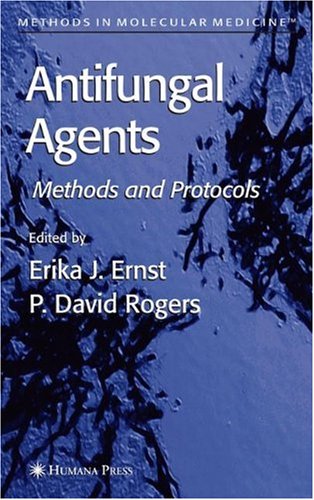 METHODS IN MOLECULAR MEDICINE™
Antifungal
Agents
Methods and Protocols
Edited by
Erika J. Ernst
P. David Rogers
HUMANA PRESS